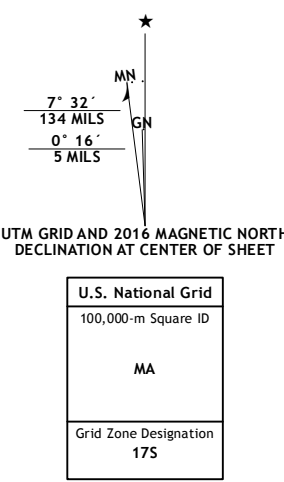 MN
7° 32´
134 MILS
GN
0° 16´
5 MILS
UTM GRID AND 2016 MAGNETIC NORTH
DECLINATION AT CENTER OF SHEET
U.S. National Grid
100,000-m Square ID
MA
Grid Zone Designation
17S